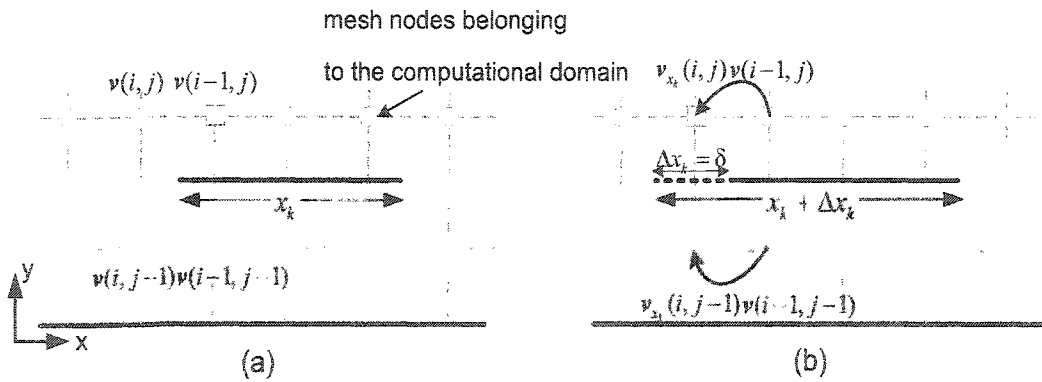 mesh nodes belonging
to the computational domain
v(i, j) v(i−1, j)
x_k
v(i, j−1)v(i−1, j−1)
y
x
(a)
v_{x_k}(i, j)v(i−1, j)
Δx_k = δ
x_k + Δx_k
v_{x_k}(i, j−1)v(i−1, j−1)
(b)